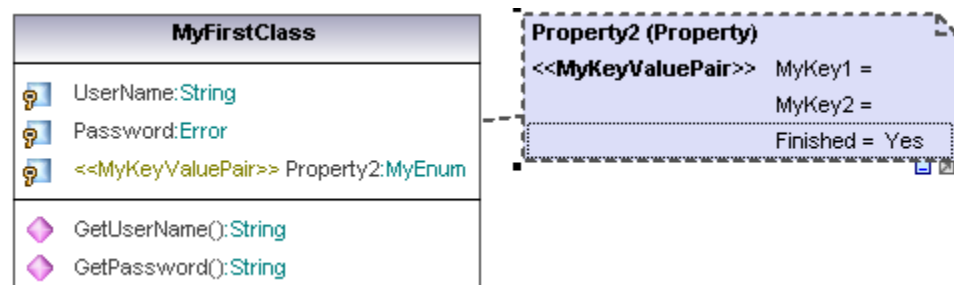 MyFirstClass
UserName:String
Password:Error
<<MyKeyValuePair>> Property2:MyEnum
GetUserName():String
GetPassword():String
Property2 (Property)
<<MyKeyValuePair>> MyKey1 =
MyKey2 =
Finished = Yes